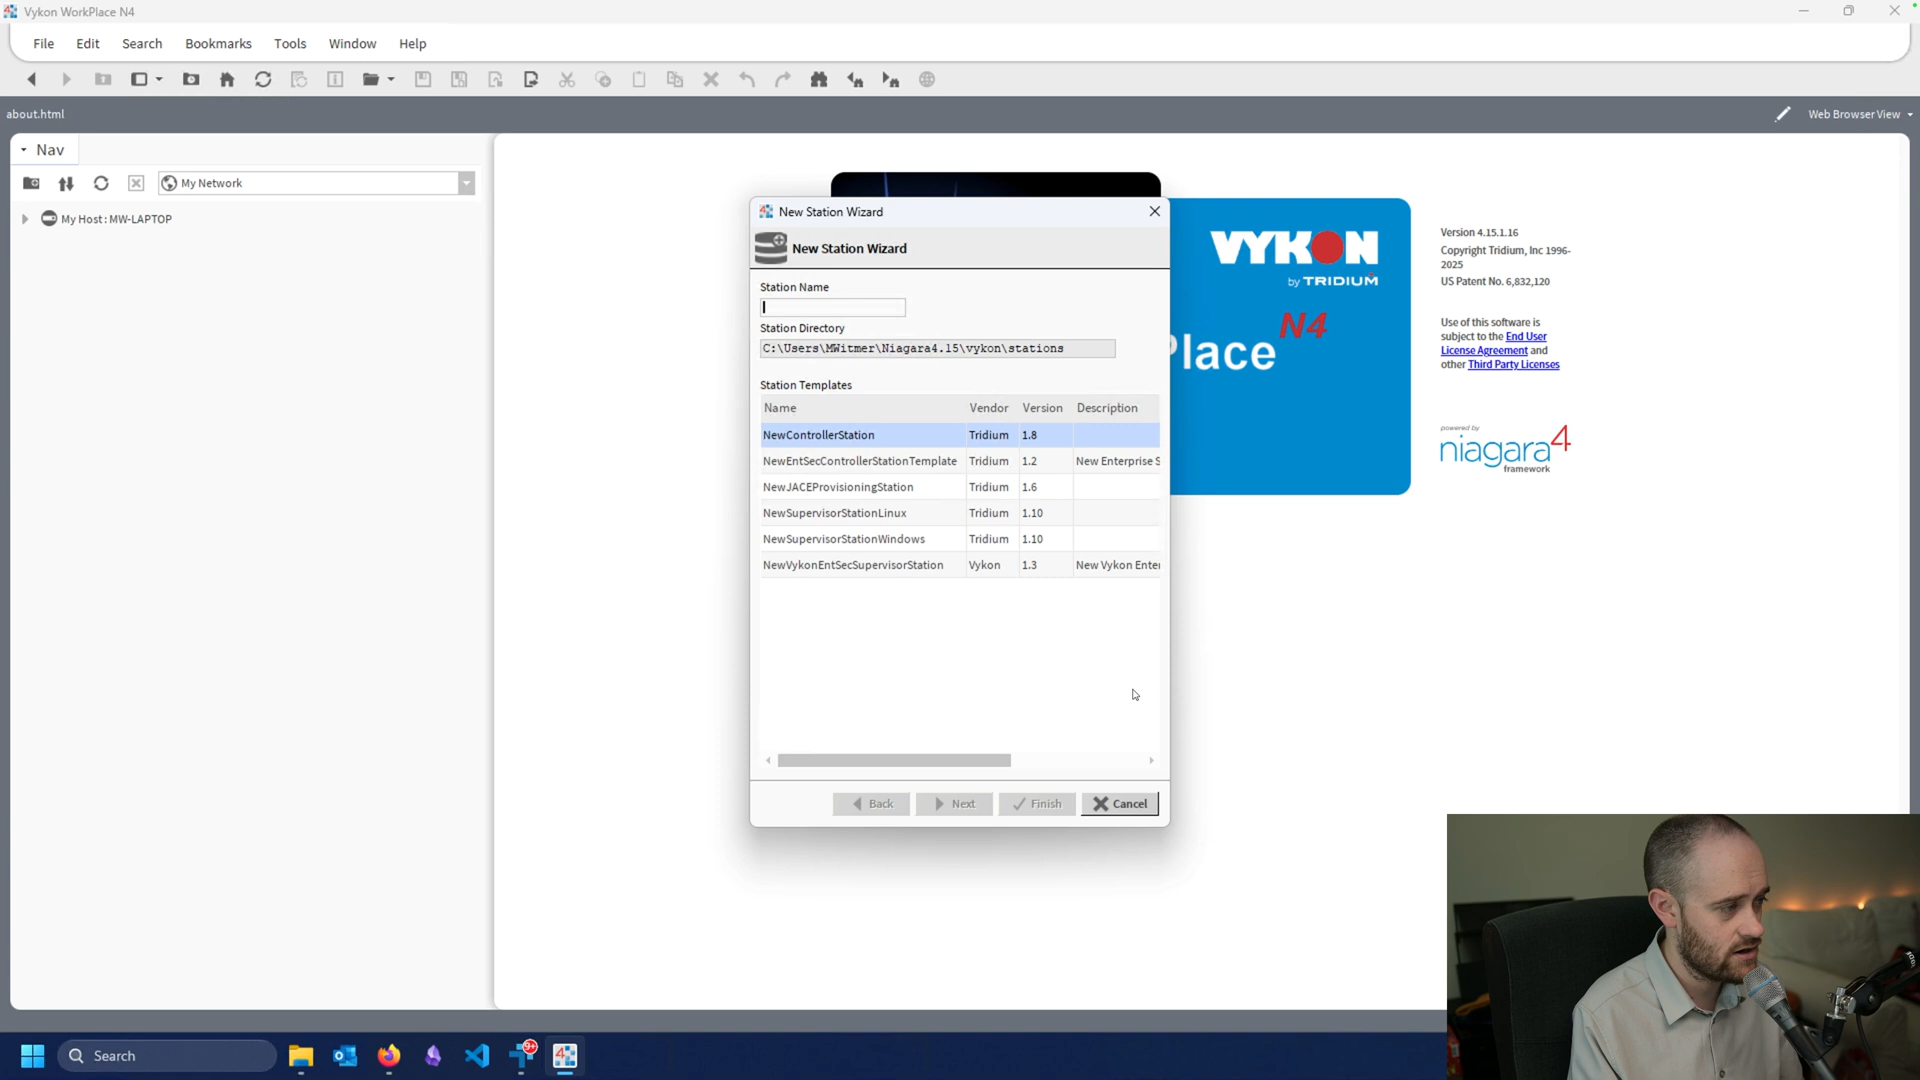 Vykon WorkPlace N4
File Edit Search Bookmarks Tools Window Help
about.html
Web Browser View
Nav
My Network
My Host : MW-LAPTOP
New Station Wizard
New Station Wizard
Station Name
Station Directory
C:\Users\MWitmer\Niagara4.15\vykon\stations
Station Templates
Name Vendor Version Description
NewControllerStation Tridium 1.8
NewEntSecControllerStationTemplate Tridium 1.2 New Enterprise S
NewJACEProvisioningStation Tridium 1.6
NewSupervisorStationLinux Tridium 1.10
NewSupervisorStationWindows Tridium 1.10
NewVykonEntSecSupervisorStation Vykon 1.3 New Vykon Enter
Back Next Finish Cancel
VYKON
by TRIDIUM
N4
Place
Version 4.15.1.16
Copyright Tridium, Inc 1996-
2025
US Patent No. 6,832,120
Use of this software is
subject to the End User
License Agreement and
other Third Party Licenses
powered by
niagara4
framework
Search
9+
4